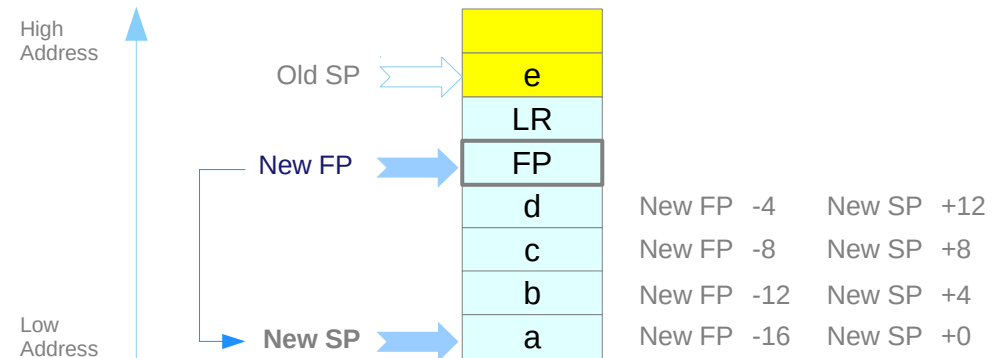 High
Address
Old SP
e
LR
New FP
FP
d New FP -4 New SP +12
c New FP -8 New SP +8
b New FP -12 New SP +4
Low
Address
New SP
a New FP -16 New SP +0